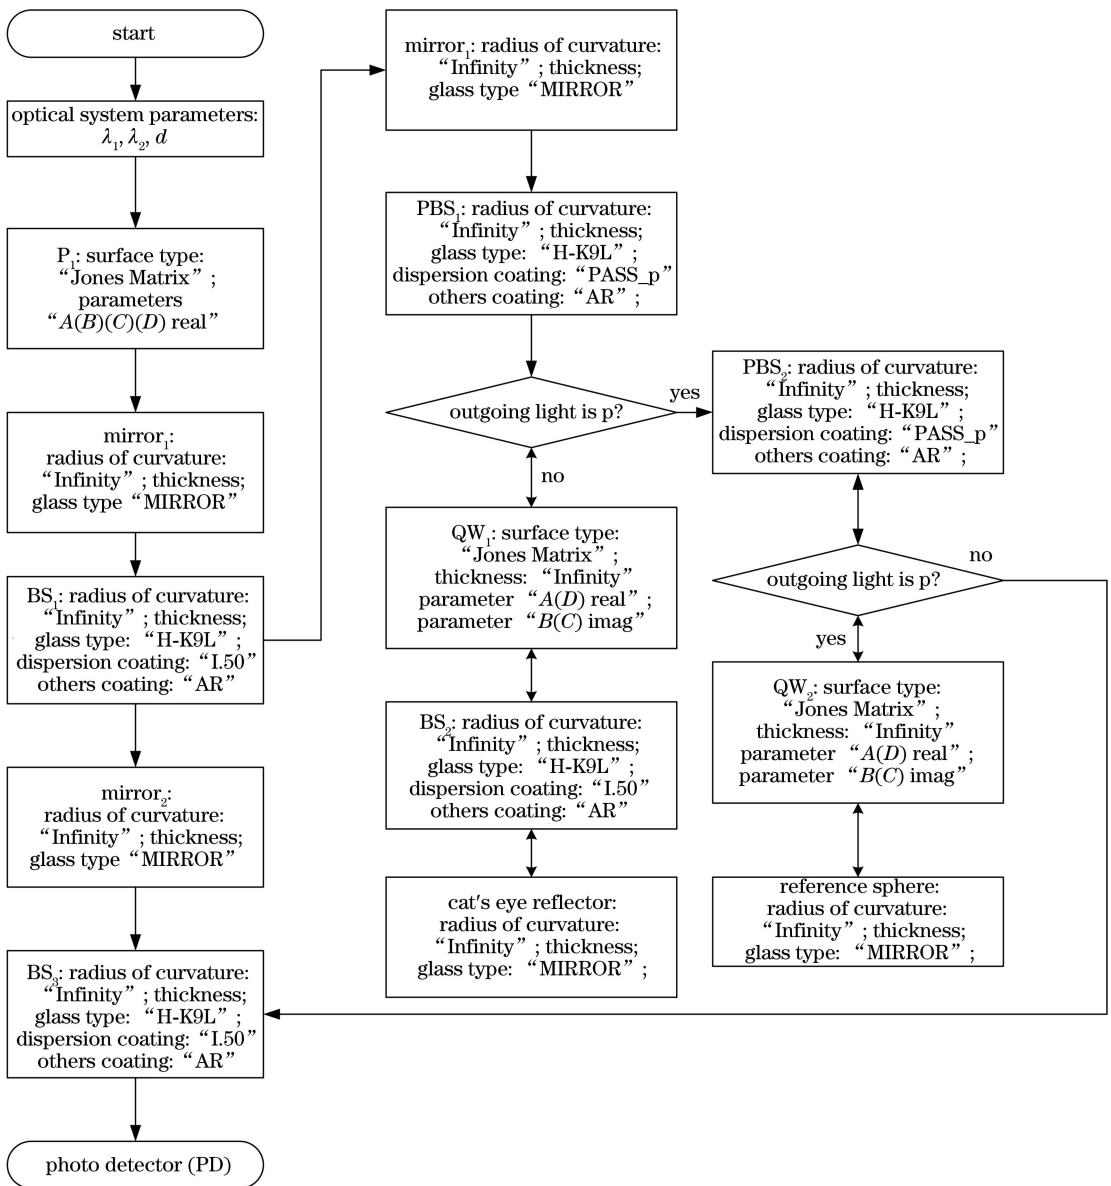 start
optical system parameters:
λ₁, λ₂, d
P₁: surface type:
“Jones Matrix” ;
parameters
“A(B)(C)(D) real”
mirror₁:
radius of curvature:
“Infinity” ; thickness;
glass type “MIRROR”
BS₁: radius of curvature:
“Infinity” ; thickness;
glass type: “H-K9L” ;
dispersion coating: “I.50”
others coating: “AR”
mirror₂:
radius of curvature:
“Infinity” ; thickness;
glass type “MIRROR”
BS₃: radius of curvature:
“Infinity” ; thickness;
glass type: “H-K9L” ;
dispersion coating: “I.50”
others coating: “AR”
photo detector (PD)
mirror₁: radius of curvature:
“Infinity” ; thickness;
glass type “MIRROR”
PBS₁: radius of curvature:
“Infinity” ; thickness;
glass type: “H-K9L” ;
dispersion coating: “PASS_p”
others coating: “AR” ;
outgoing light is p?
yes
no
QW₁: surface type:
“Jones Matrix” ;
thickness: “Infinity”
parameter “A(D) real” ;
parameter “B(C) imag”
BS₂: radius of curvature:
“Infinity” ; thickness;
glass type: “H-K9L” ;
dispersion coating: “I.50”
others coating: “AR”
cat's eye reflector:
radius of curvature:
“Infinity” ; thickness;
glass type: “MIRROR” ;
PBS₂: radius of curvature:
“Infinity” ; thickness;
glass type: “H-K9L” ;
dispersion coating: “PASS_p”
others coating: “AR” ;
outgoing light is p?
no
yes
QW₂: surface type:
“Jones Matrix” ;
thickness: “Infinity”
parameter “A(D) real” ;
parameter “B(C) imag”
reference sphere:
radius of curvature:
“Infinity” ; thickness;
glass type: “MIRROR” ;